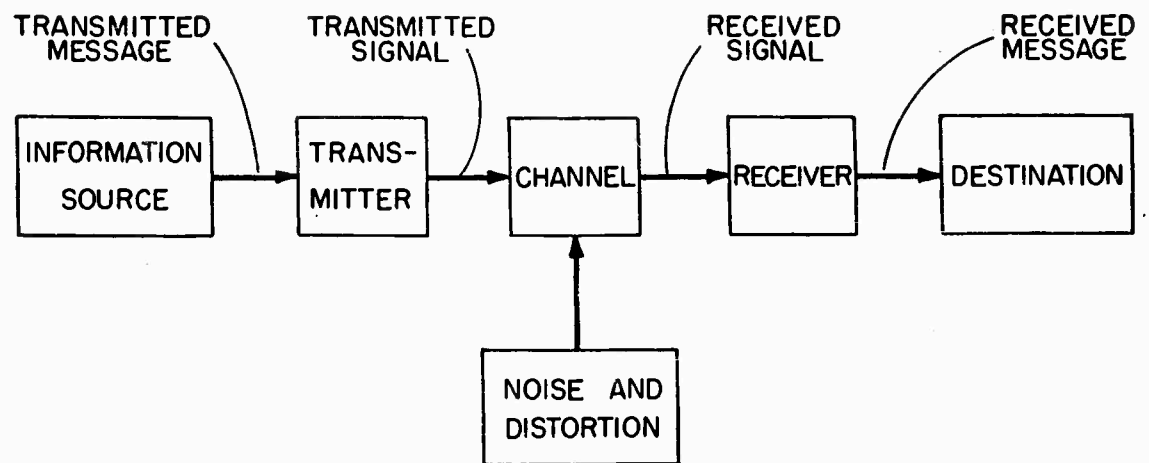 TRANSMITTED
MESSAGE
TRANSMITTED
SIGNAL
RECEIVED
SIGNAL
RECEIVED
MESSAGE
INFORMATION
SOURCE
TRANS-
MITTER
CHANNEL
RECEIVER
DESTINATION
NOISE AND
DISTORTION